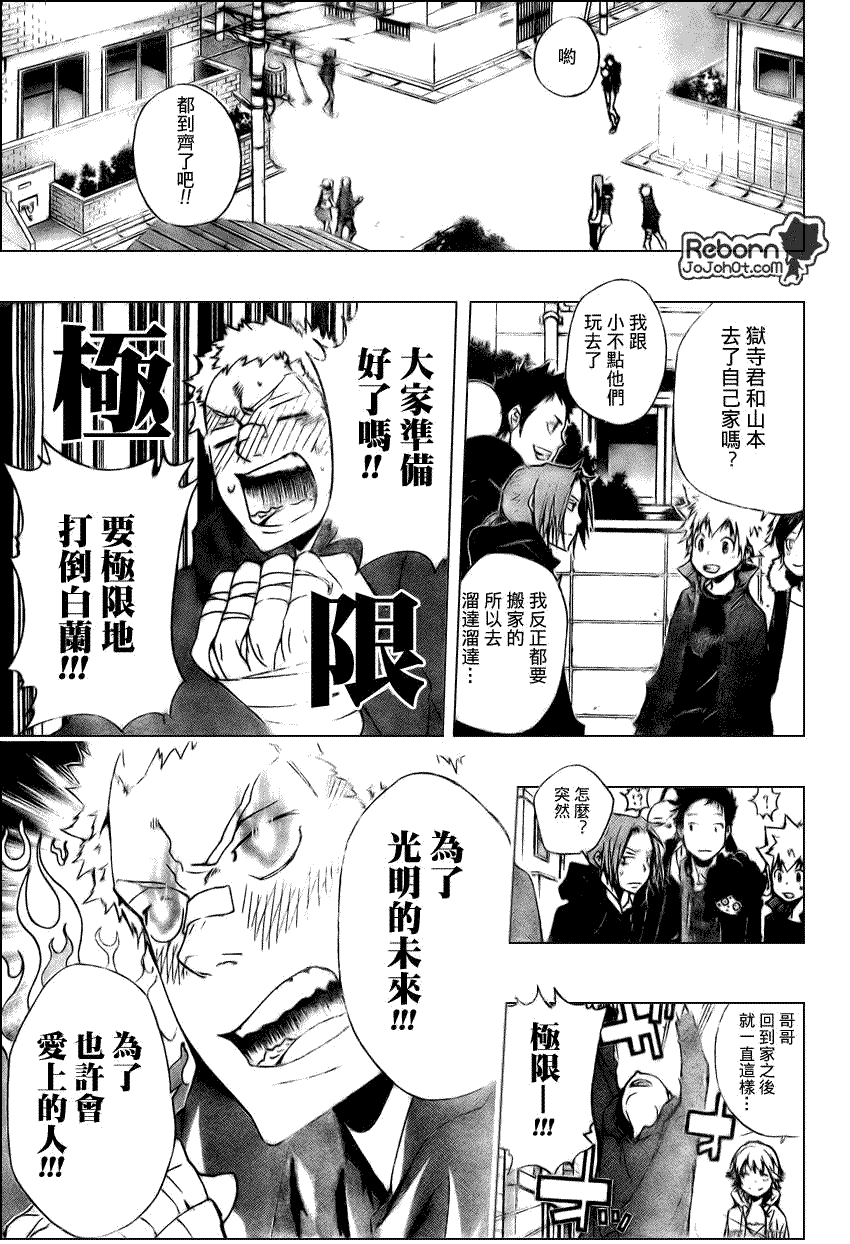 喲
都到齊了吧!!
Reborn
JoJoHOt.com
獄寺君和山本
去了自己家嗎?
我跟
小不點他們
玩去了
我反正都要
搬家的
所以去
溜達溜達…
大家準備
好了嗎!!
極
限
要極限地
打倒白蘭!!!
怎麼?
突然
!?
!
哥哥
回到家之後
就一直這樣…
極限—!!!
為了
光明的未來!!!
為了
也許會
愛上的人!!!